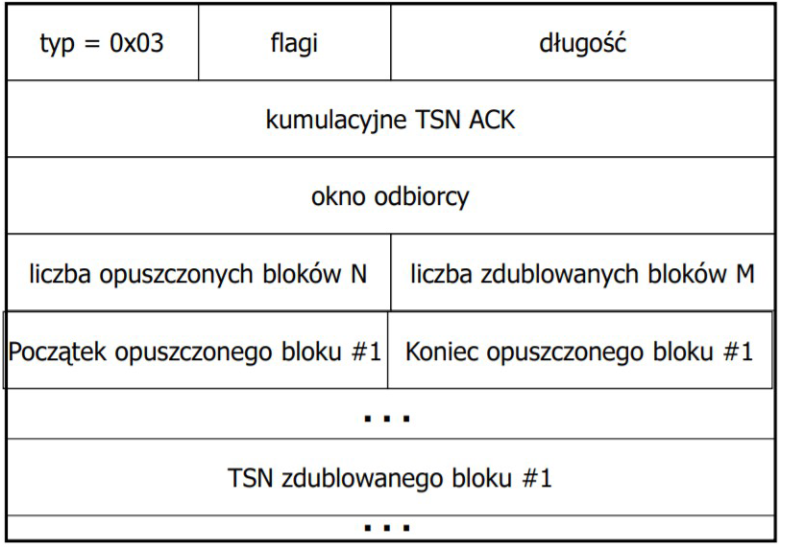 typ = 0x03 flagi długość
kumulacyjne TSN ACK
okno odbiorcy
liczba opuszczonych bloków N liczba zdublowanych bloków M
Początek opuszczonego bloku #1 Koniec opuszczonego bloku #1
...
TSN zdublowanego bloku #1
...